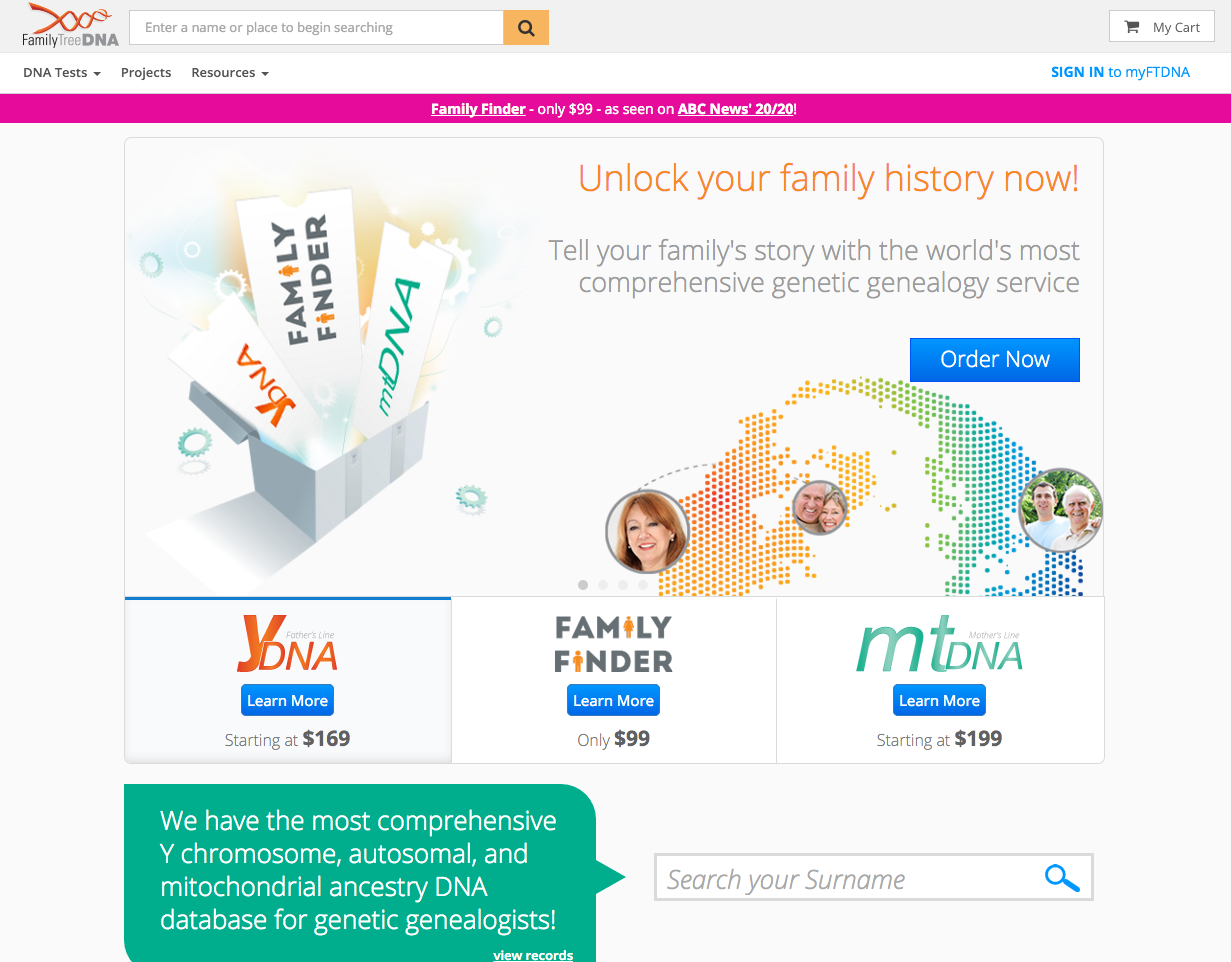 FamilyTreeDNA
Enter a name or place to begin searching
My Cart
DNA Tests
Projects
Resources
SIGN IN to myFTDNA
Family Finder - only $99 - as seen on ABC News' 20/20!
Unlock your family history now!
Tell your family's story with the world's most
comprehensive genetic genealogy service
Order Now
YDNA
FAMILY
FINDER
mtDNA
Father's Line
YDNA
Learn More
Starting at $169
FAMILY
FINDER
Learn More
Only $99
Mother's Line
mtDNA
Learn More
Starting at $199
We have the most comprehensive
Y chromosome, autosomal, and
mitochondrial ancestry DNA
database for genetic genealogists!
view records
Search your Surname